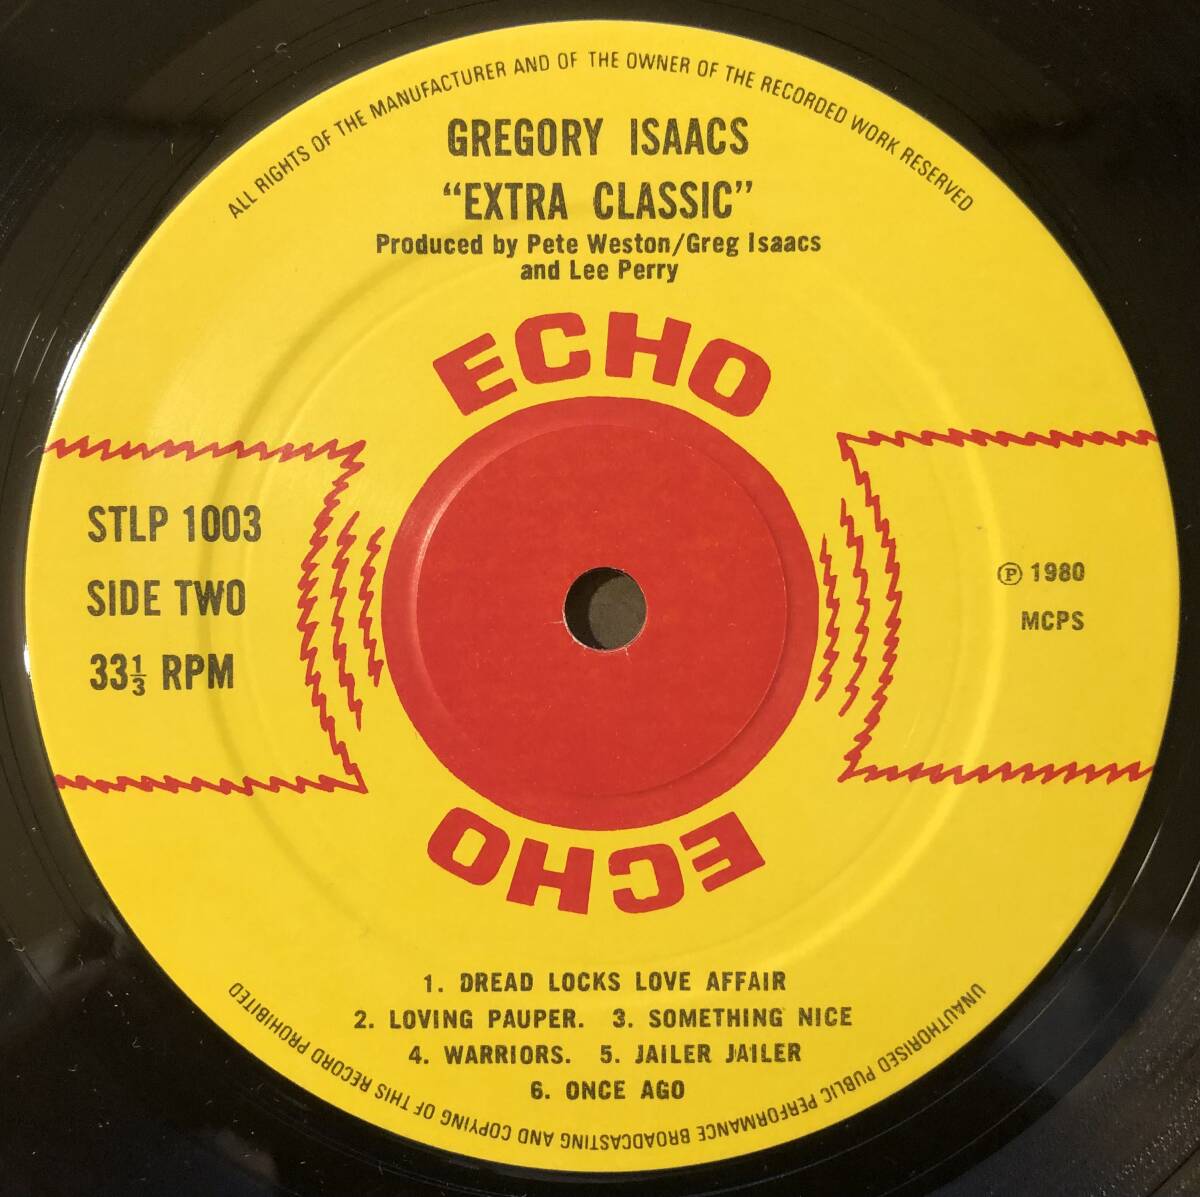 ALL RIGHTS OF THE MANUFACTURER AND OF THE OWNER OF THE RECORDED WORK RESERVED
GREGORY ISAACS
“EXTRA CLASSIC”
Produced by Pete Weston/Greg Isaacs
and Lee Perry
ECHO
STLP 1003
SIDE TWO
33⅓ RPM
℗ 1980
MCPS
ECHO
1. DREAD LOCKS LOVE AFFAIR
2. LOVING PAUPER. 3. SOMETHING NICE
4. WARRIORS. 5. JAILER JAILER
6. ONCE AGO
UNAUTHORISED PUBLIC PERFORMANCE BROADCASTING AND COPYING OF THIS RECORD PROHIBITED